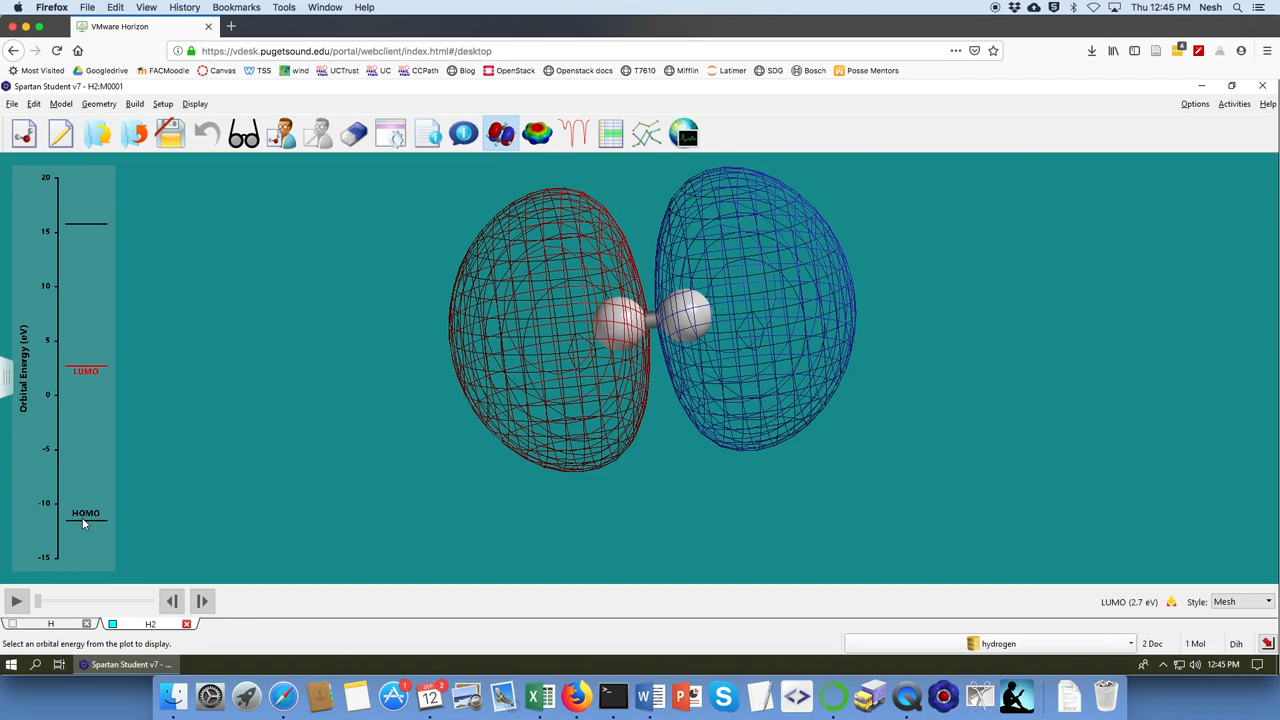 Firefox File Edit View History Bookmarks Tools Window Help Thu 12:45 PM Nesh
VMware Horizon
https://vdesk.pugetsound.edu/portal/webclient/index.html#/desktop
Most Visited Googledrive FACMoodle Canvas TSS wind UCTrust UC CCPath Blog OpenStack Openstack docs T7610 Mifflin Latimer SDG Bosch Posse Mentors
Spartan Student v7 - H2:M0001
File Edit Model Geometry Build Setup Display Options Activities Help
20
15
10
5
LUMO
0
-5
-10
HOMO
-15
Orbital Energy (eV)
LUMO (2.7 eV) Style: Mesh
H H2
Select an orbital energy from the plot to display. hydrogen 2 Doc 1 Mol Dih
Spartan Student v7 - ... 12:45 PM
SEP
12